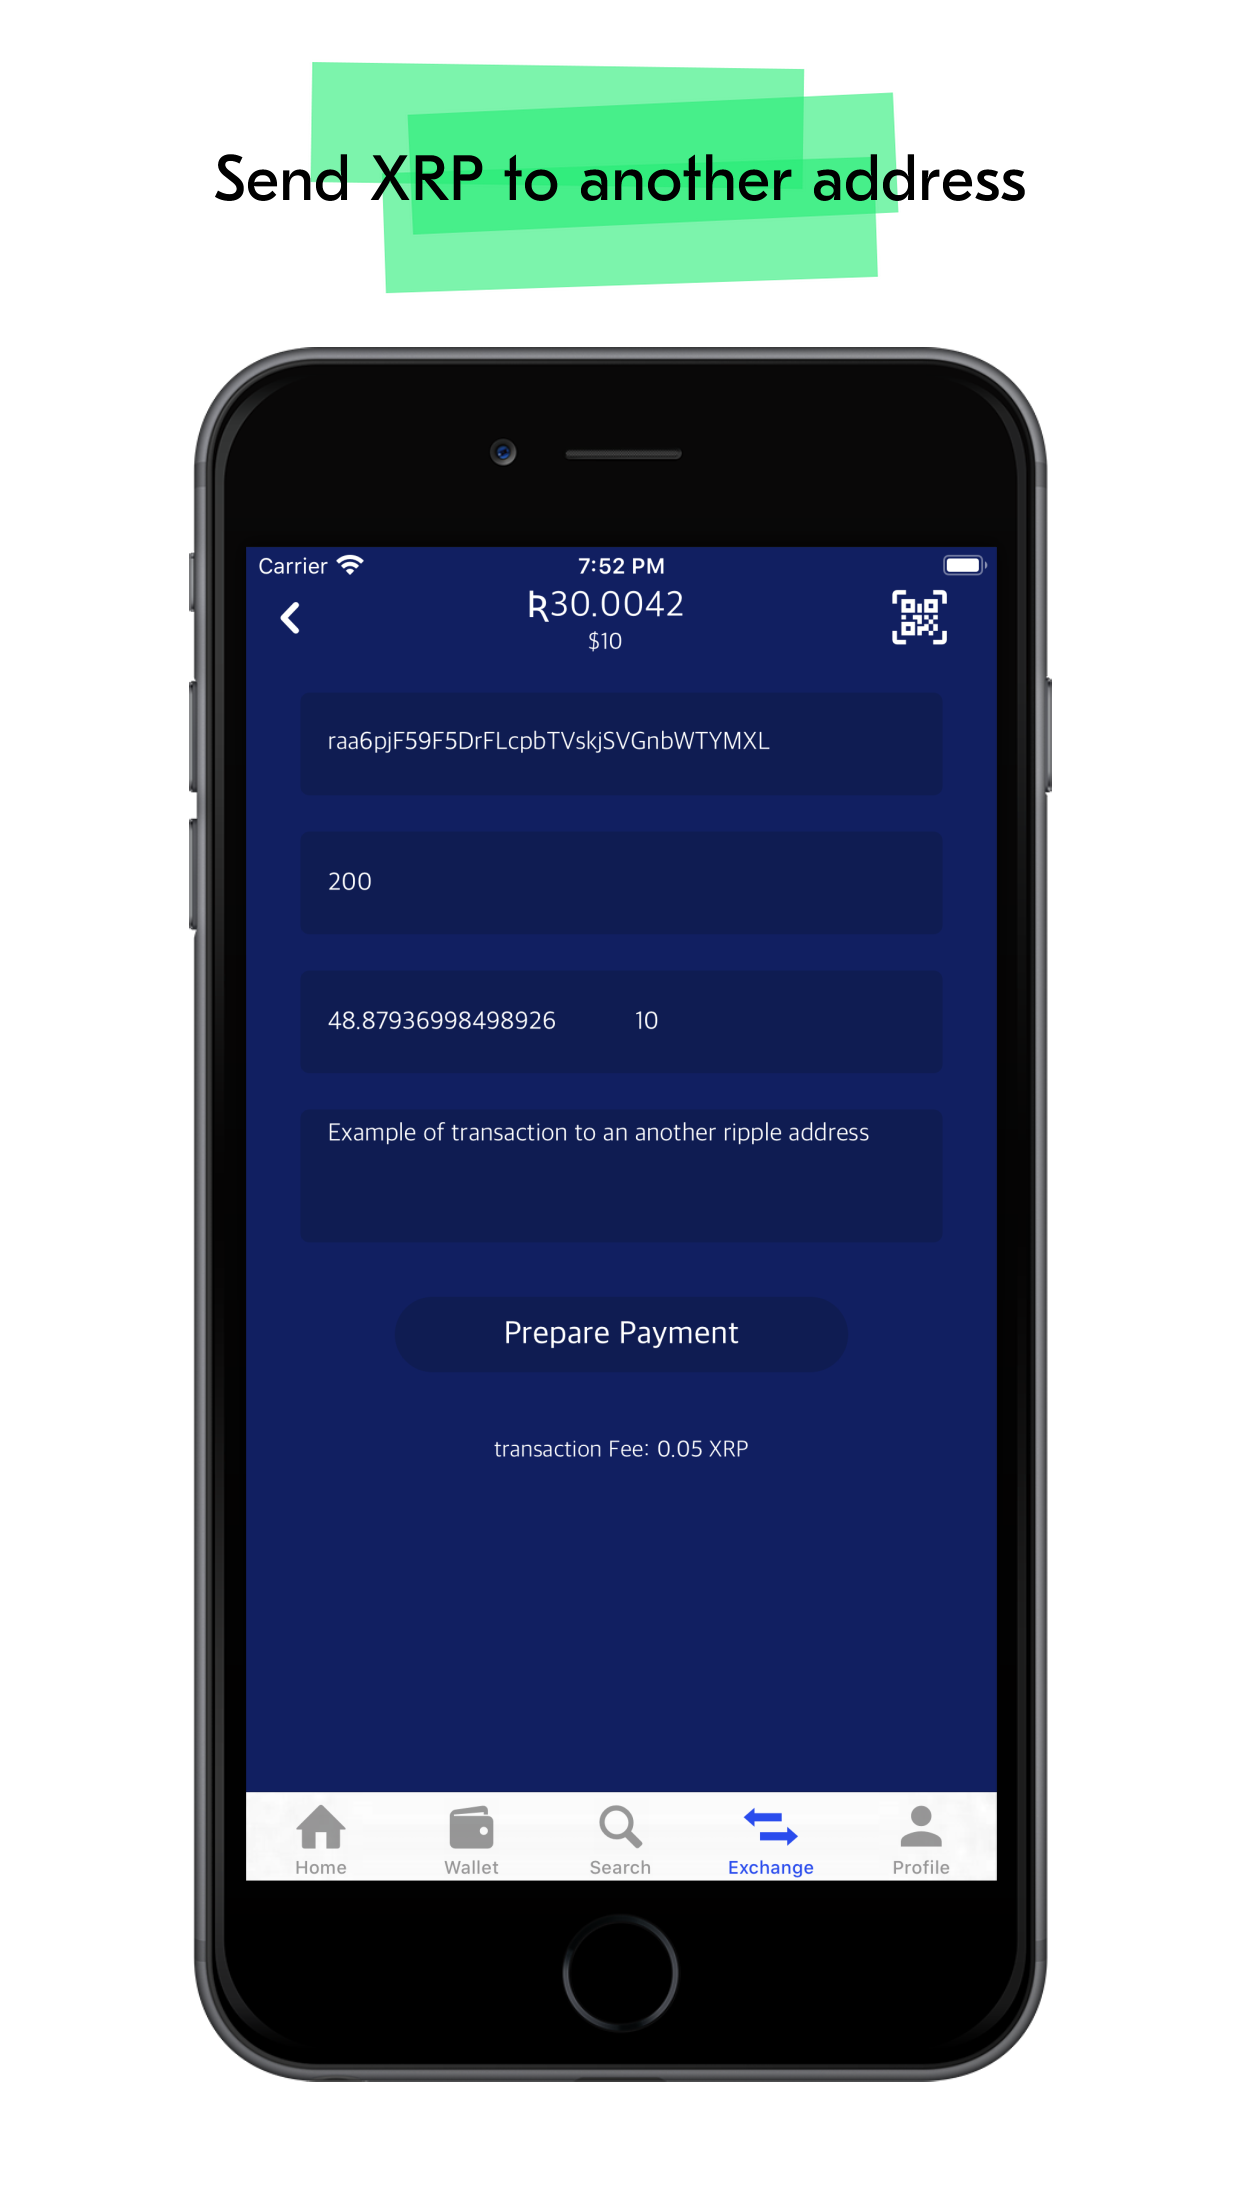 Send XRP to another address
Carrier
7:52 PM
Ʀ30.0042
$10
raa6pjF59F5DrFLcpbTVskjSVGnbWTYMXL
200
48.87936998498926 10
Example of transaction to an another ripple address
Prepare Payment
transaction Fee: 0.05 XRP
Home Wallet Search Exchange Profile